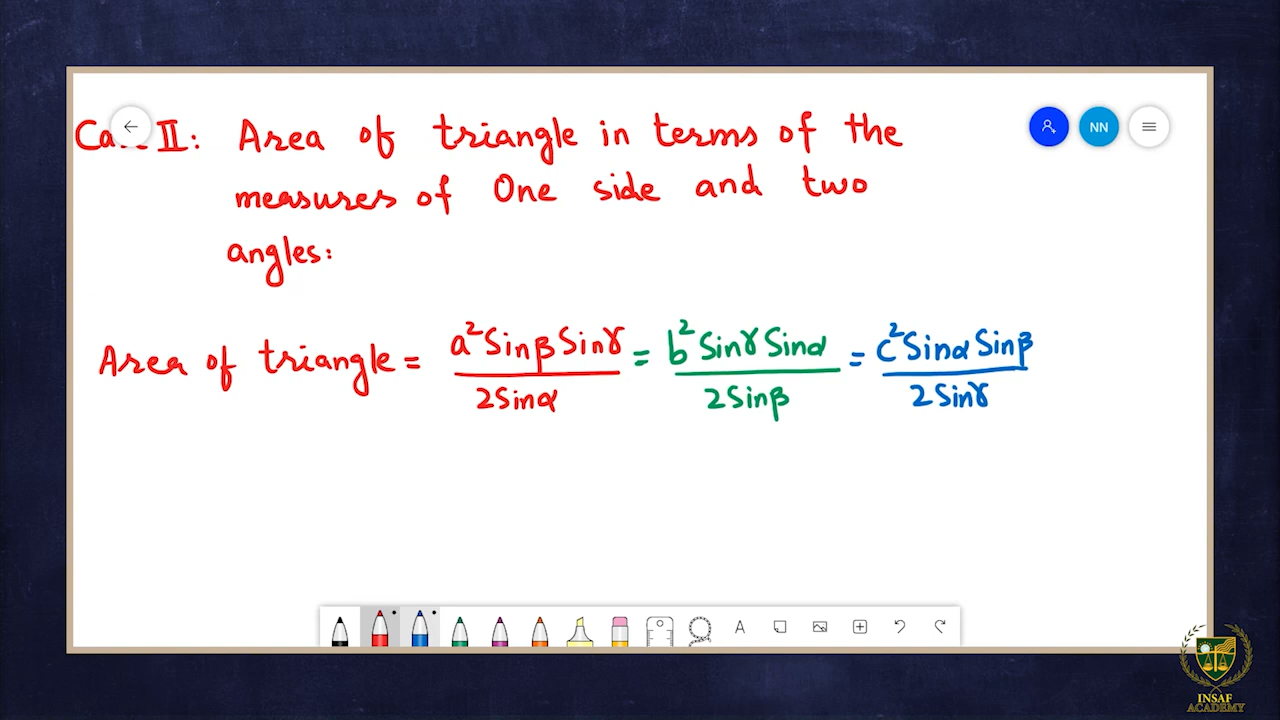 Ca II: Area of triangle in terms of the
measures of One side and two
angles:
Area of triangle = a²Sinβ Sinγ / 2Sinα = b²Sinγ Sinα / 2Sinβ = c²Sinα Sinβ / 2Sinγ
NN
A
INSAF
ACADEMY